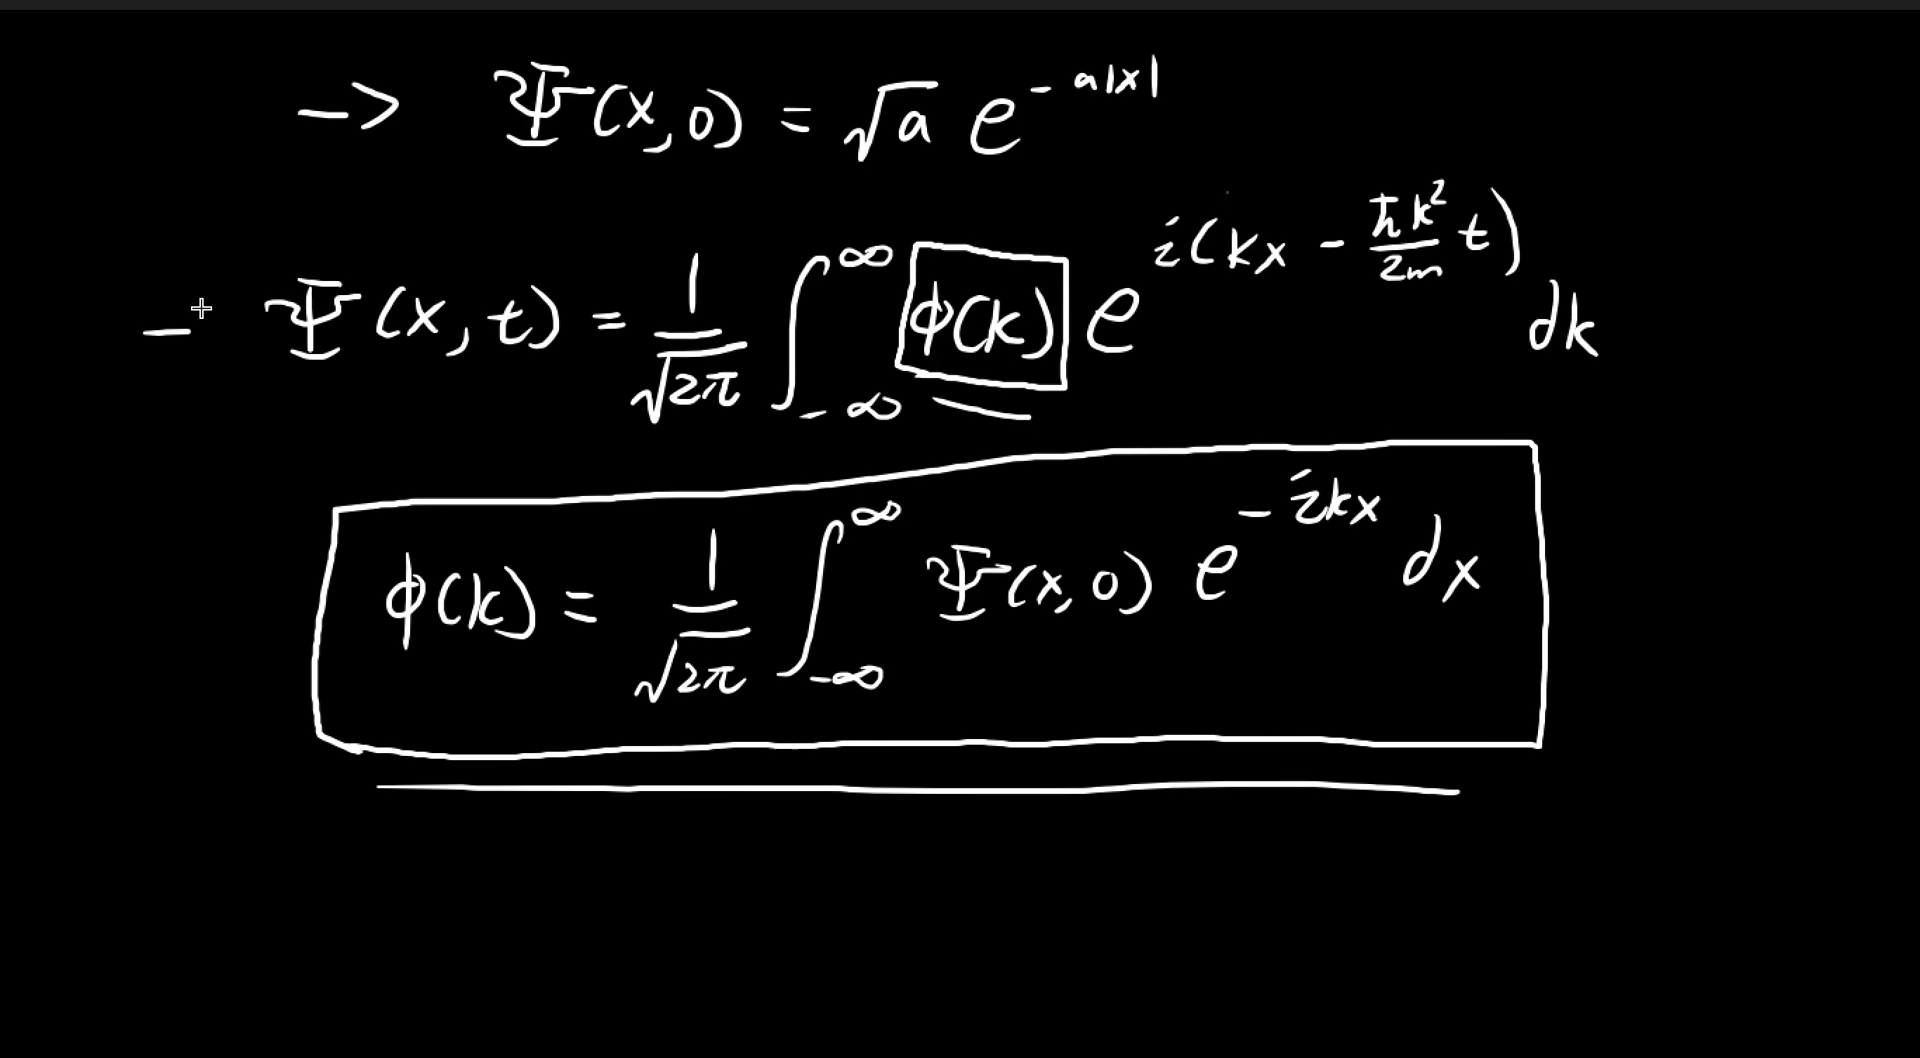 -> Ψ(x,0) = √a e^{-a|x|}
- Ψ(x,t) = 1/√2π ∫_{-∞}^{∞} ϕ(k) e^{i(kx - ħk²/2m t)} dk
ϕ(k) = 1/√2π ∫_{-∞}^{∞} Ψ(x,0) e^{-ikx} dx